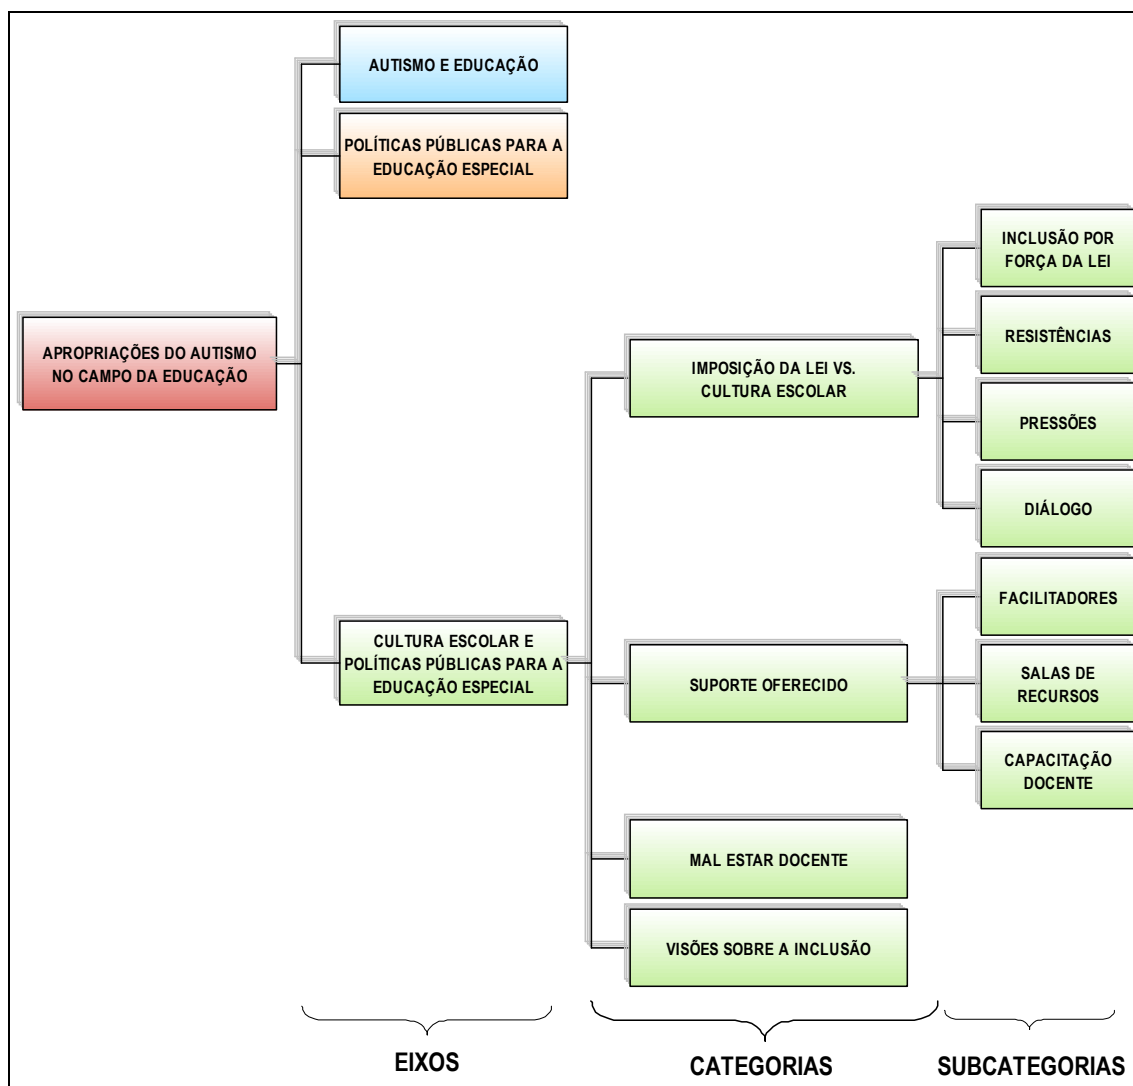 AUTISMO E EDUCAÇÃO
POLÍTICAS PÚBLICAS PARA A
EDUCAÇÃO ESPECIAL
INCLUSÃO POR
FORÇA DA LEI
RESISTÊNCIAS
APROPRIAÇÕES DO AUTISMO
NO CAMPO DA EDUCAÇÃO
IMPOSIÇÃO DA LEI VS.
CULTURA ESCOLAR
PRESSÕES
DIÁLOGO
FACILITADORES
CULTURA ESCOLAR E
POLÍTICAS PÚBLICAS PARA A
EDUCAÇÃO ESPECIAL
SUPORTE OFERECIDO
SALAS DE
RECURSOS
CAPACITAÇÃO
DOCENTE
MAL ESTAR DOCENTE
VISÕES SOBRE A INCLUSÃO
EIXOS
CATEGORIAS
SUBCATEGORIAS